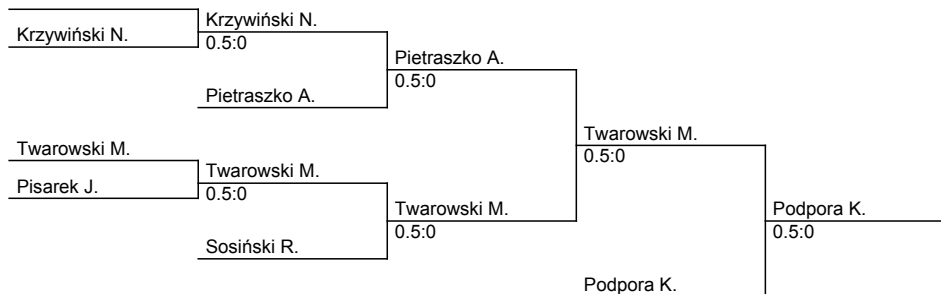 Krzywiński N.
Krzywiński N.
0.5:0
Pietraszko A.
0.5:0
Pietraszko A.
Twarowski M.
0.5:0
Twarowski M.
Twarowski M.
0.5:0
Pisarek J.
Twarowski M.
0.5:0
Podpora K.
0.5:0
Sosiński R.
Podpora K.